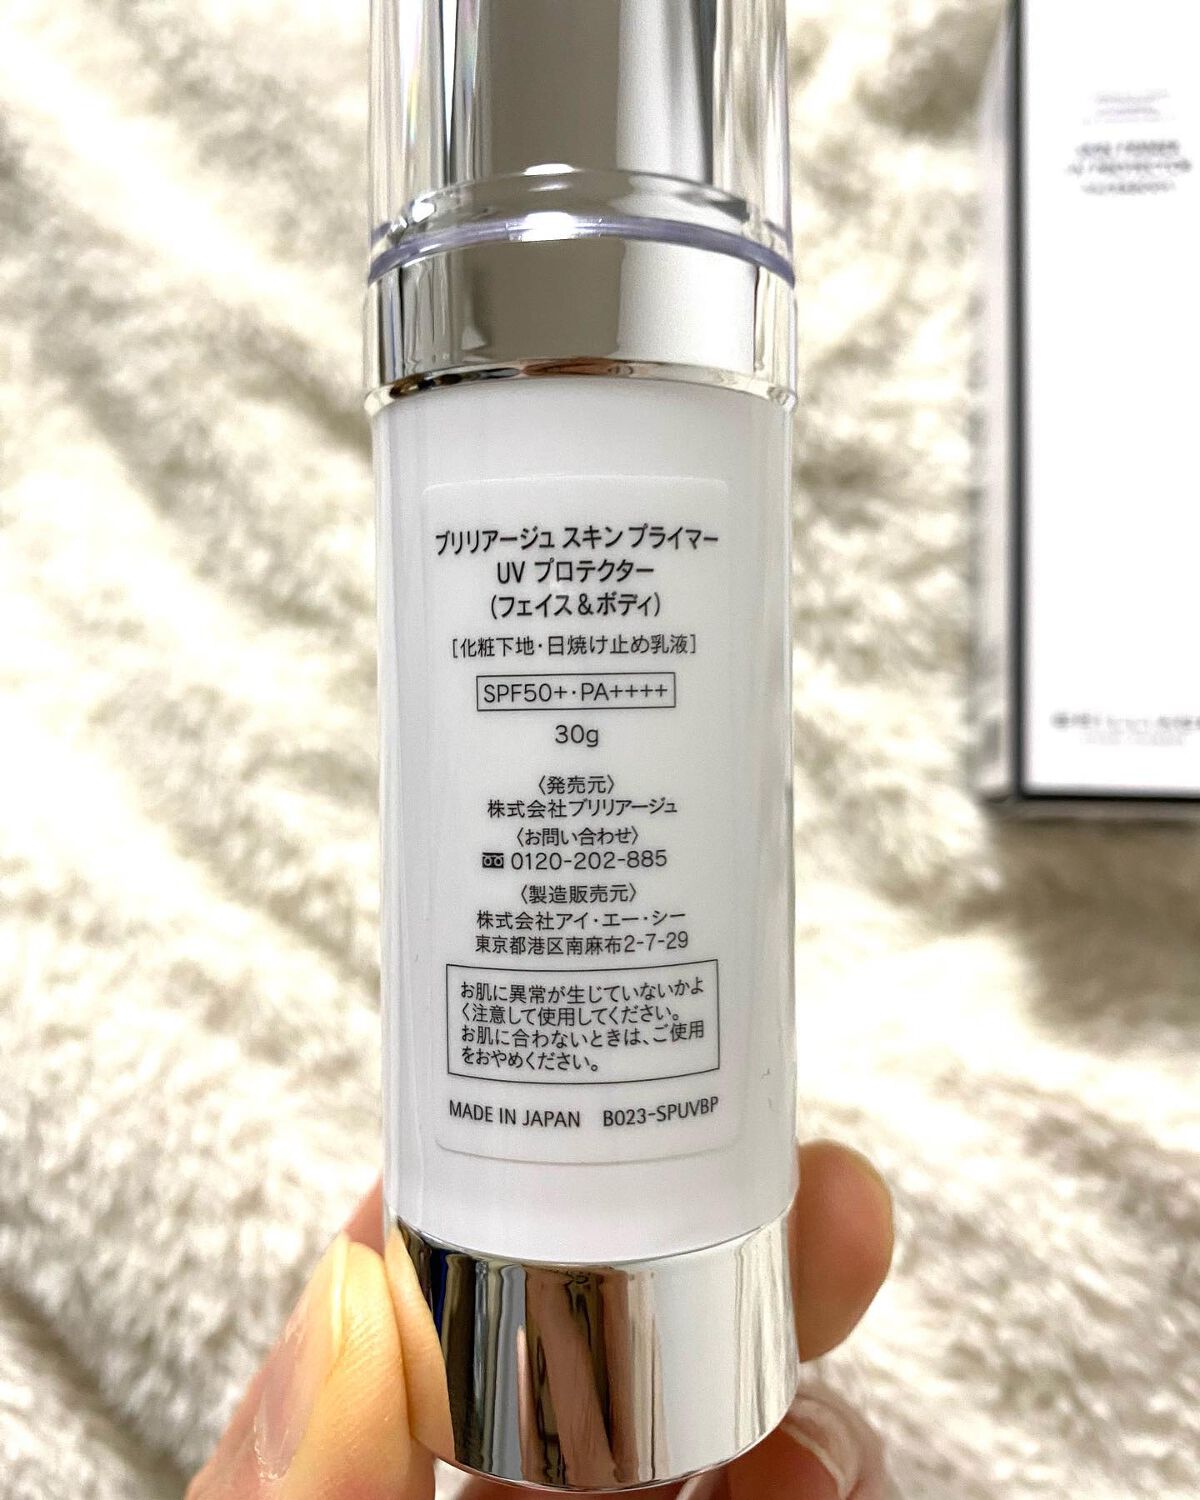 ブリリアージュ スキン プライマー
UV プロテクター
(フェイス&ボディ)
[化粧下地・日焼け止め乳液]
SPF50+・PA++++
30g
〈発売元〉
株式会社ブリリアージュ
〈お問い合わせ〉
0120-202-885
〈製造販売元〉
株式会社アイ・エー・シー
東京都港区南麻布2-7-29
お肌に異常が生じていないかよ
く注意して使用してください。
お肌に合わないときは、ご使用
をおやめください。
MADE IN JAPAN B023-SPUVBP